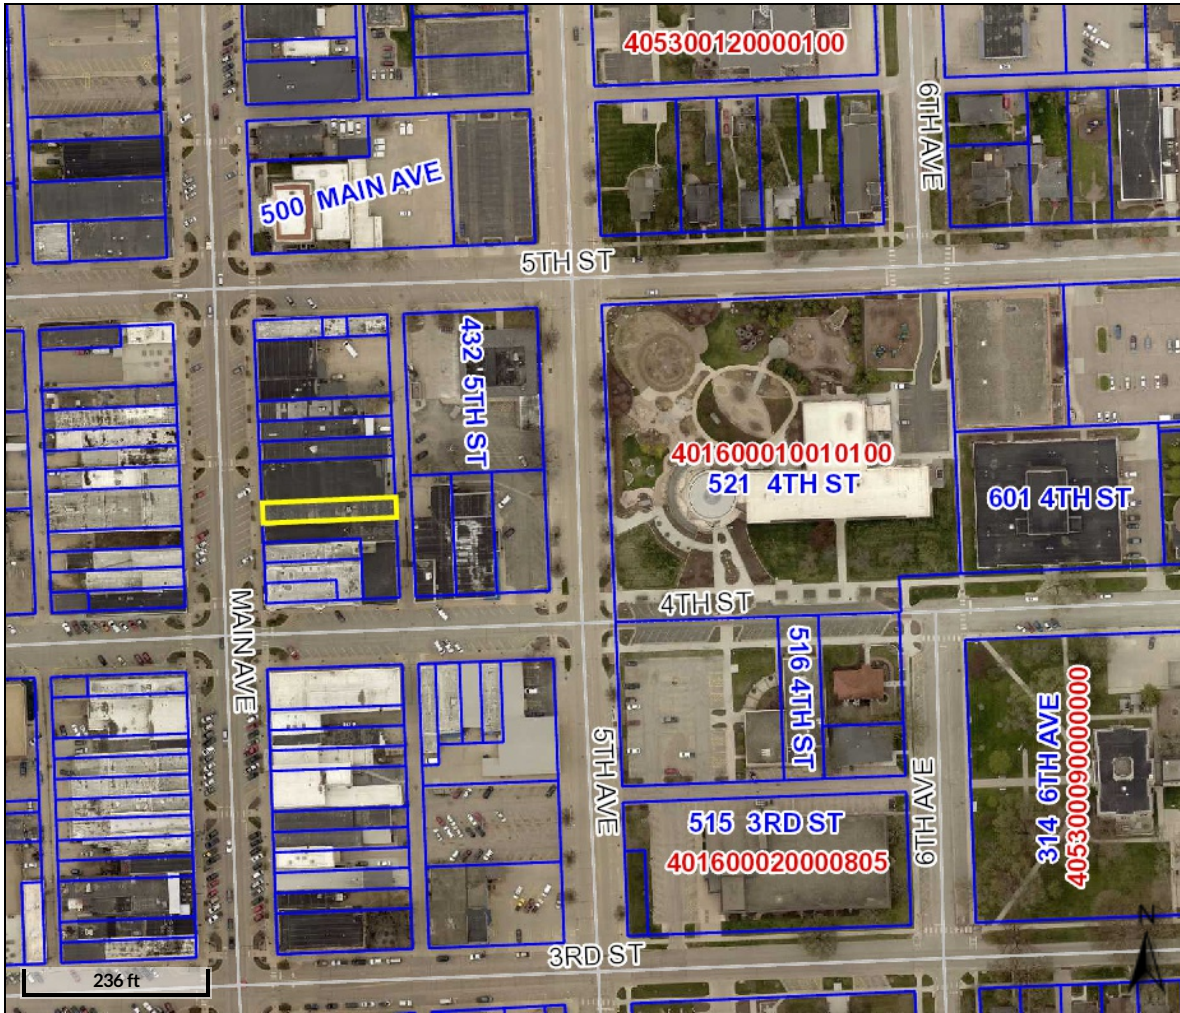 405300120000100
6TH AVE
500 MAIN AVE
5TH ST
432 5TH ST
401600010010100
521 4TH ST
601 4TH ST
MAIN AVE
4TH ST
516 4TH ST
5TH AVE
314 6TH AVE
405300009000000
6TH AVE
515 3RD ST
401600020000805
3RD ST
N
236 ft